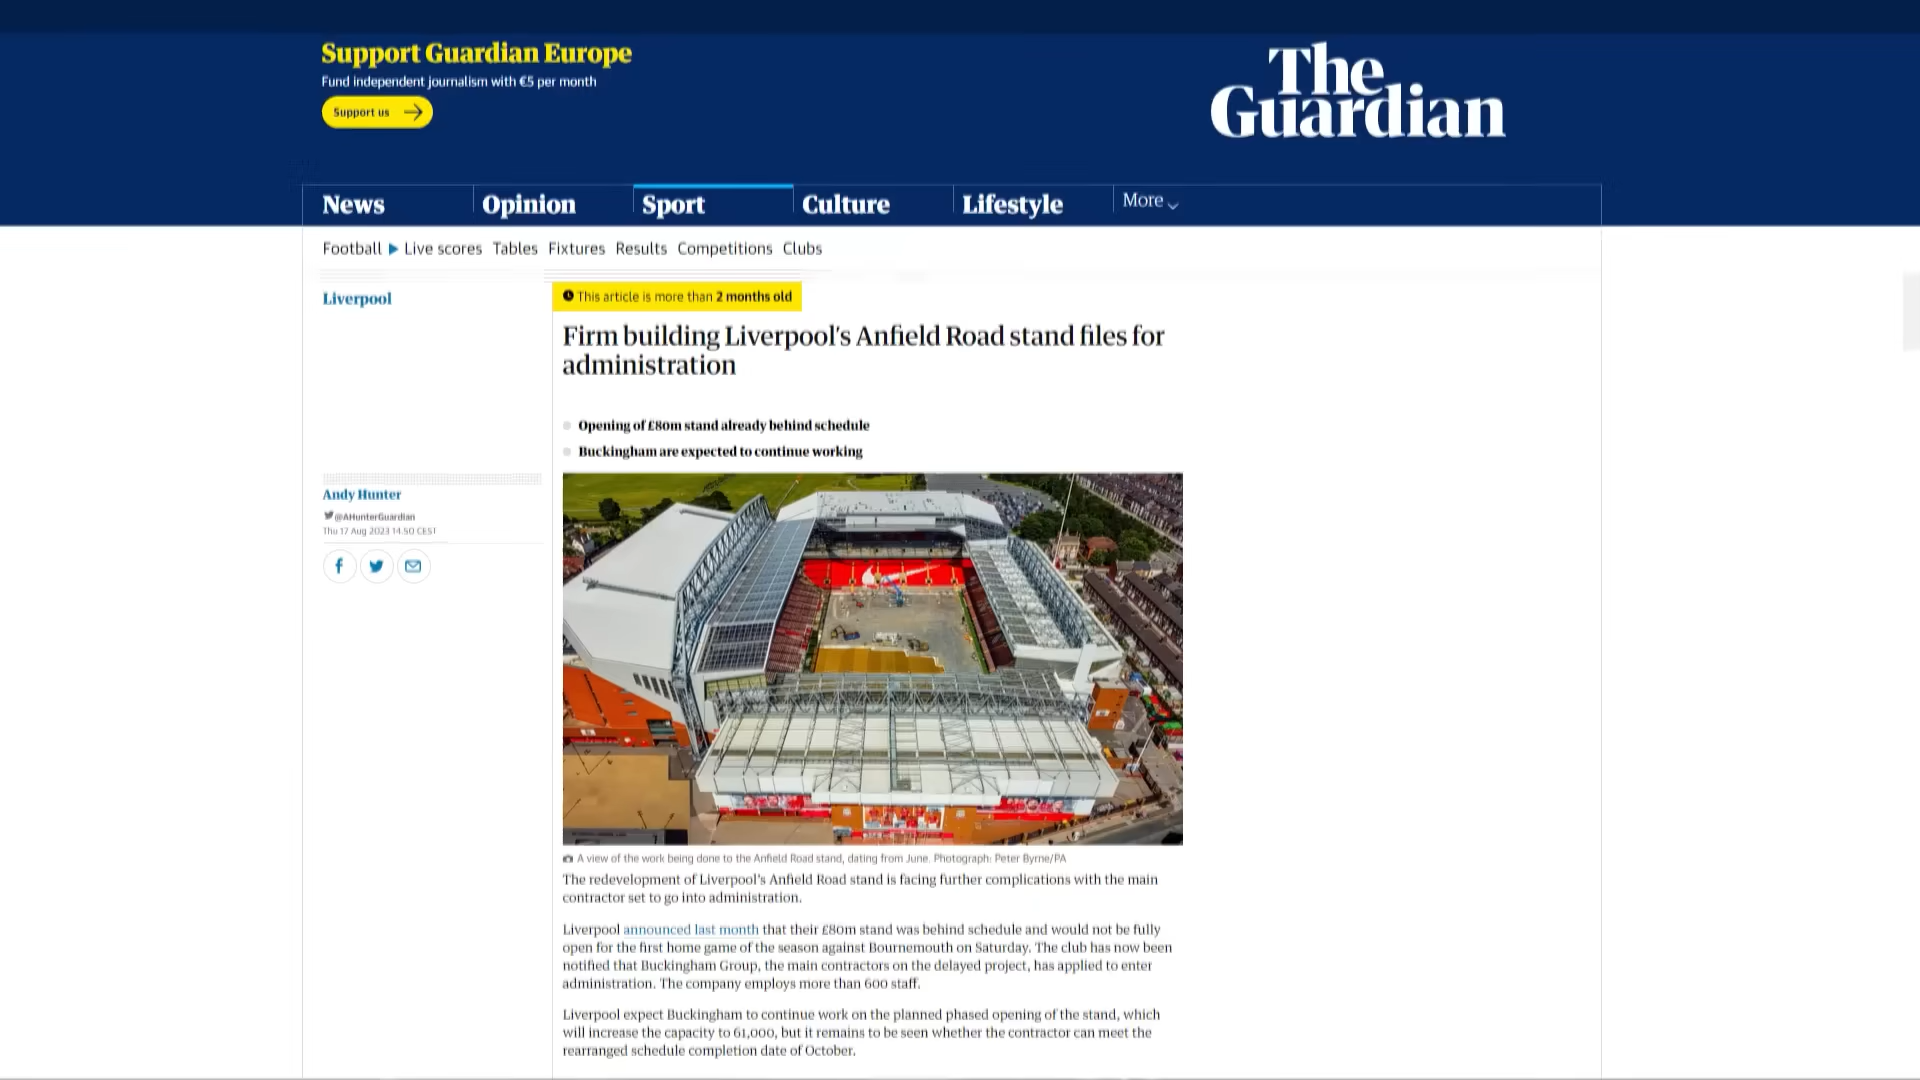 Support Guardian Europe
Fund independent journalism with €5 per month
Support us
The
Guardian
News
Opinion
Sport
Culture
Lifestyle
More
Football
Live scores
Tables
Fixtures
Results
Competitions
Clubs
Liverpool
This article is more than 2 months old
Firm building Liverpool's Anfield Road stand files for
administration
Opening of £80m stand already behind schedule
Buckingham are expected to continue working
Andy Hunter
@AHunterGuardian
Thu 17 Aug 2023 14.50 CEST
A view of the work being done to the Anfield Road stand, dating from June. Photograph: Peter Byrne/PA
The redevelopment of Liverpool's Anfield Road stand is facing further complications with the main
contractor set to go into administration.
Liverpool announced last month that their £80m stand was behind schedule and would not be fully
open for the first home game of the season against Bournemouth on Saturday. The club has now been
notified that Buckingham Group, the main contractors on the delayed project, has applied to enter
administration. The company employs more than 600 staff.
Liverpool expect Buckingham to continue work on the planned phased opening of the stand, which
will increase the capacity to 61,000, but it remains to be seen whether the contractor can meet the
rearranged schedule completion date of October.